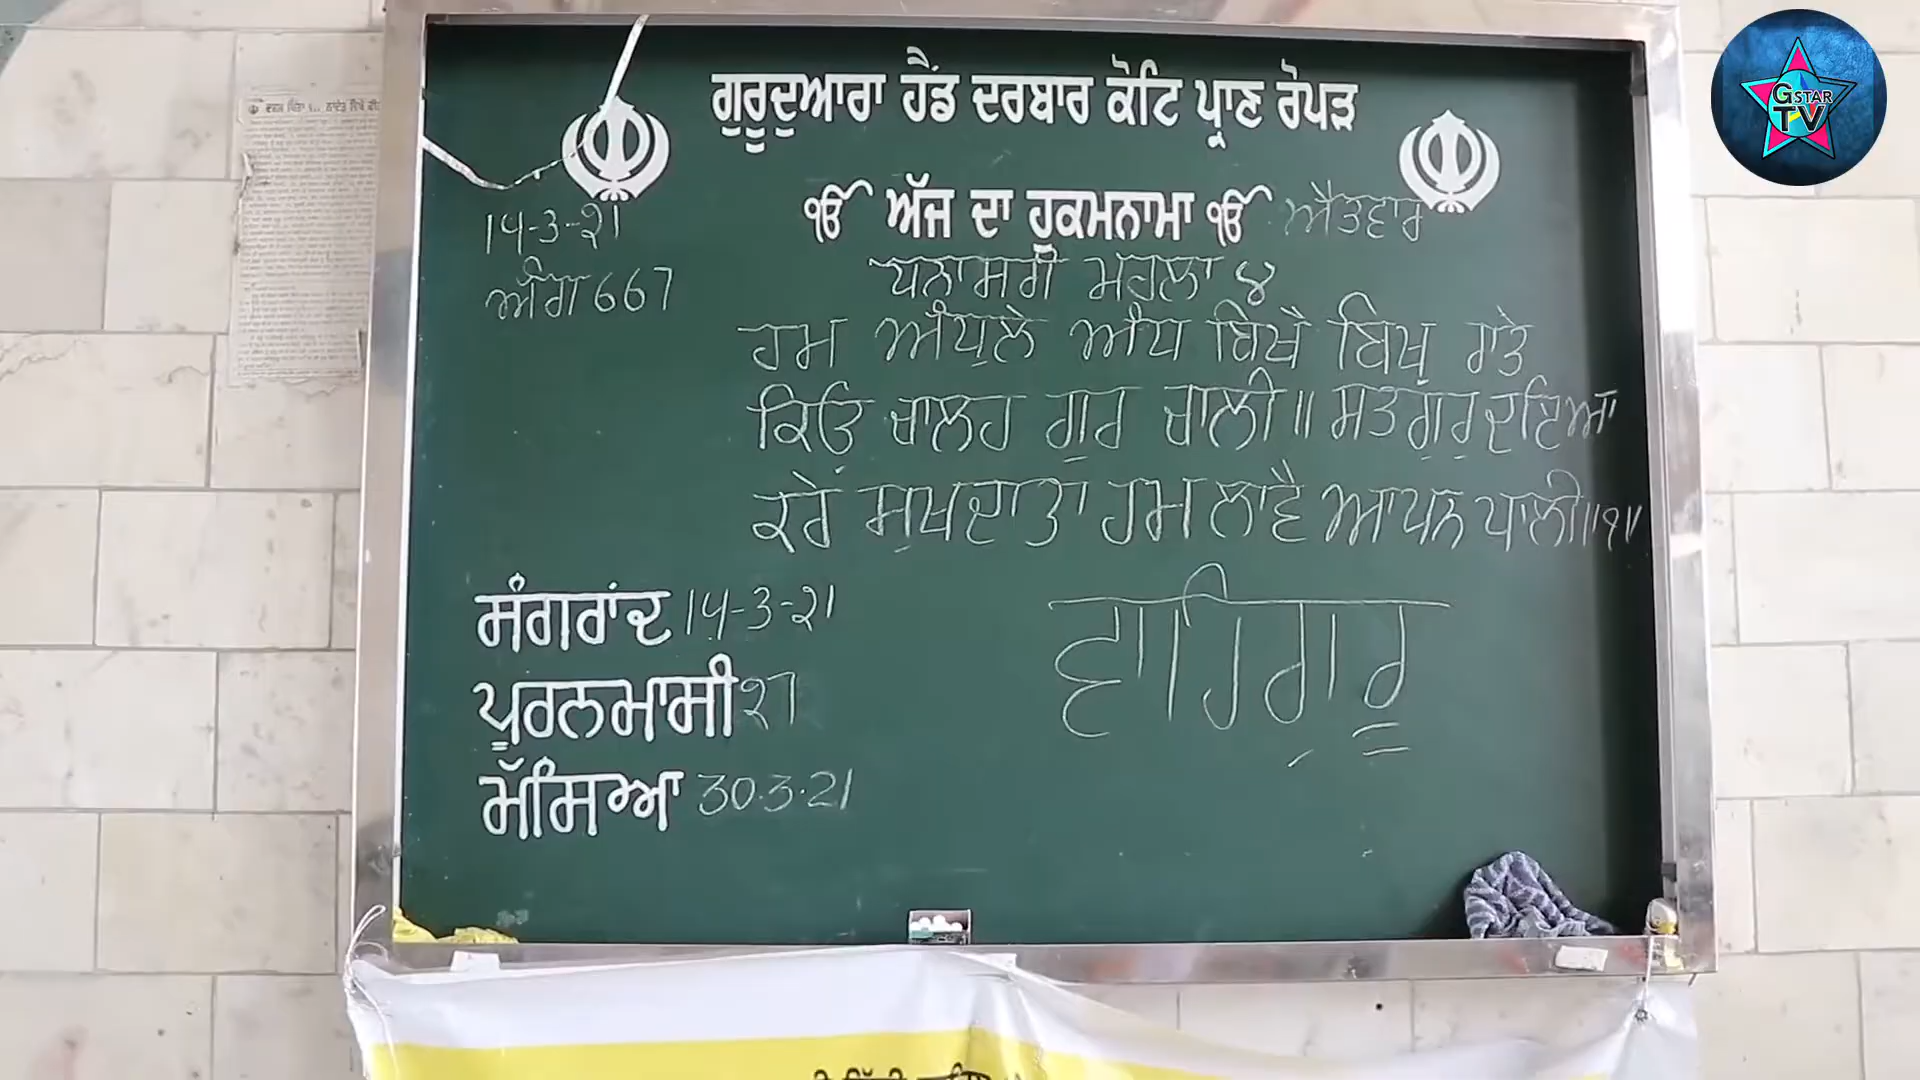 ਗੁਰੂਦੁਆਰਾ ਹੈਂਡ ਦਰਬਾਰ ਕੋਟਿ ਪ੍ਰਾਣ ਰੋਪੜ
ੴ ਅੱਜ ਦਾ ਹੁਕਮਨਾਮਾ ੴ ਐਤਵਾਰ
14-3-21
ਅੰਗ 667
ਧਨਾਸਰੀ ਮਹਲਾ ੪
ਹਮ ਅੰਧੁਲੇ ਅੰਧ ਬਿਖੈ ਬਿਖੁ ਰਾਤੇ
ਕਿਓੁ ਚਾਲਹ ਗੁਰ ਚਾਲੀ॥ ਸਤਗੁਰੁ ਦਇਆ
ਕਰੇ ਸੁਖਦਾਤਾ ਹਮ ਲਾਵੈ ਆਪਨ ਪਾਲੀ॥੧॥
ਸੰਗਰਾਂਦ 14-3-21
ਪੂਰਨਮਾਸੀ 27
ਮੱਸਿਆ 30.3.21
ਵਾਹਿਗੁਰੂ
G STAR
TV